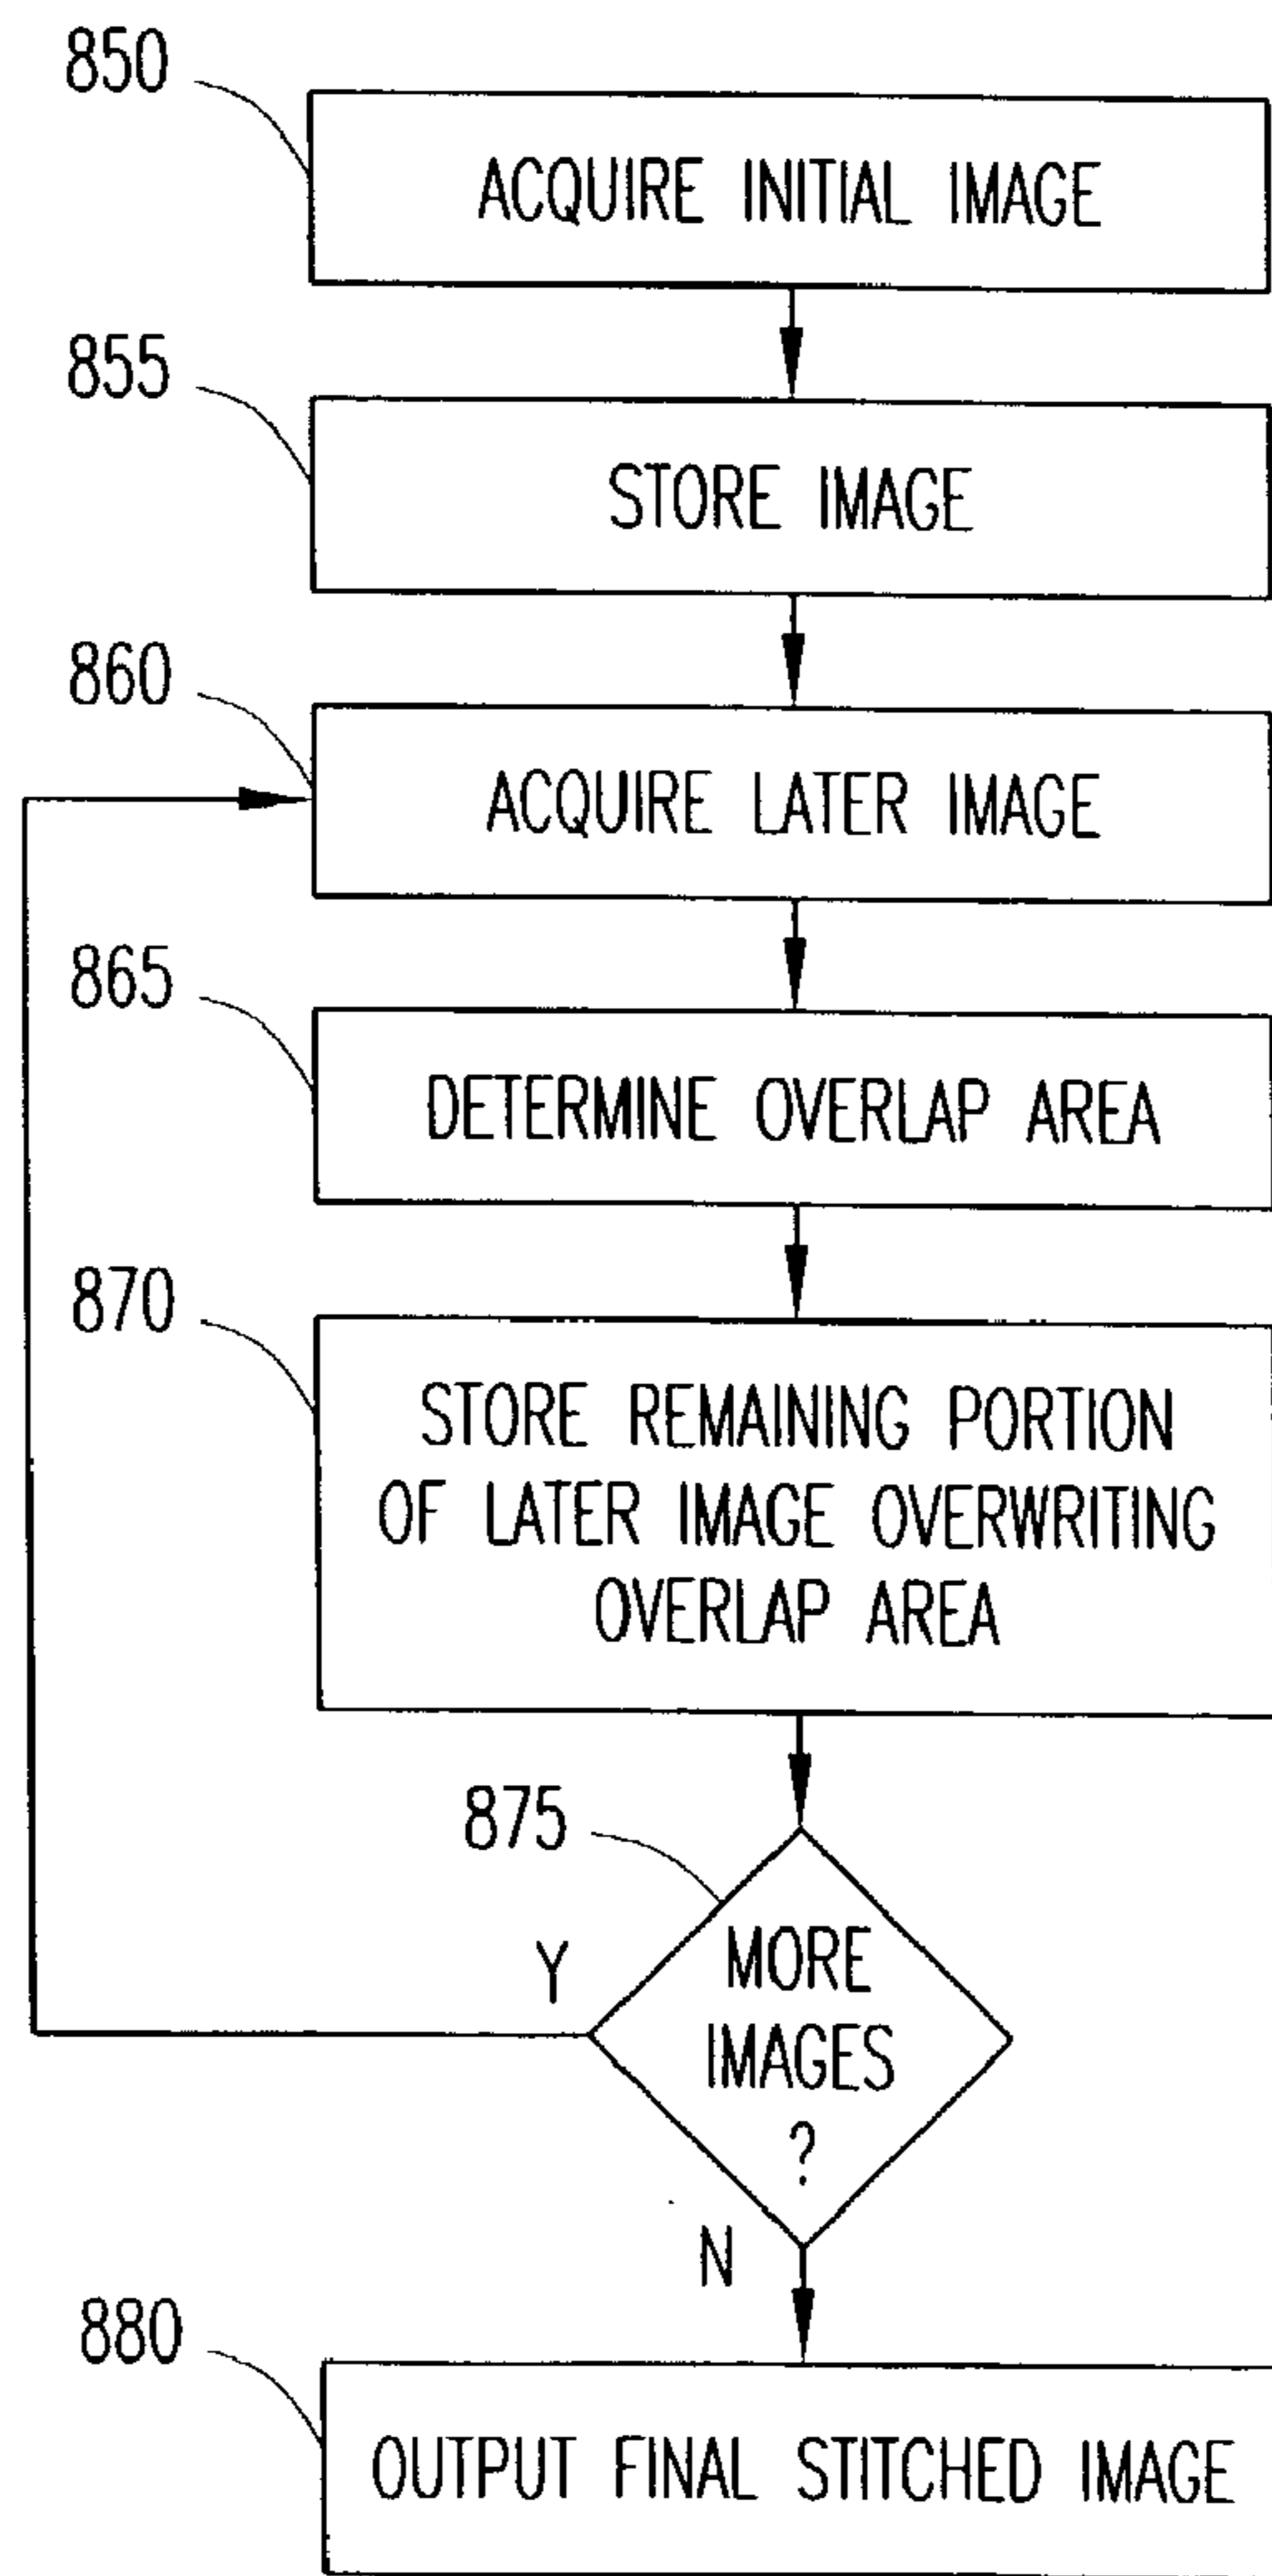 850
ACQUIRE INITIAL IMAGE
855
STORE IMAGE
860
ACQUIRE LATER IMAGE
865
DETERMINE OVERLAP AREA
870
STORE REMAINING PORTION
OF LATER IMAGE OVERWRITING
OVERLAP AREA
875
Y
MORE
IMAGES
?
N
880
OUTPUT FINAL STITCHED IMAGE